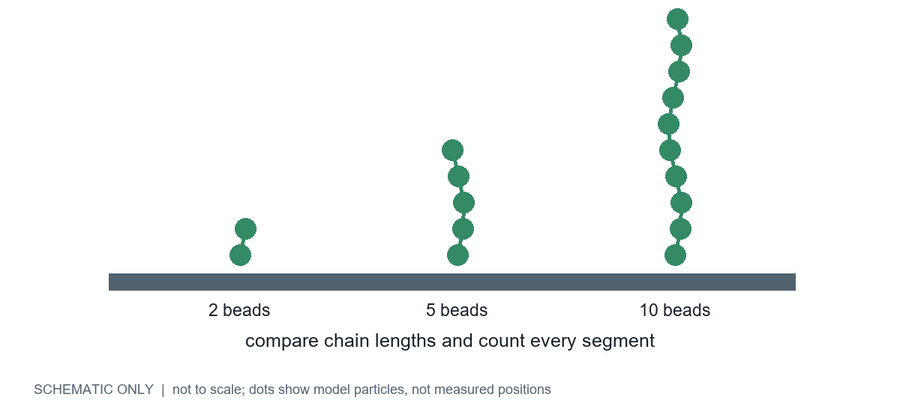 2 beads 5 beads 10 beads
compare chain lengths and count every segment
SCHEMATIC ONLY | not to scale; dots show model particles, not measured positions